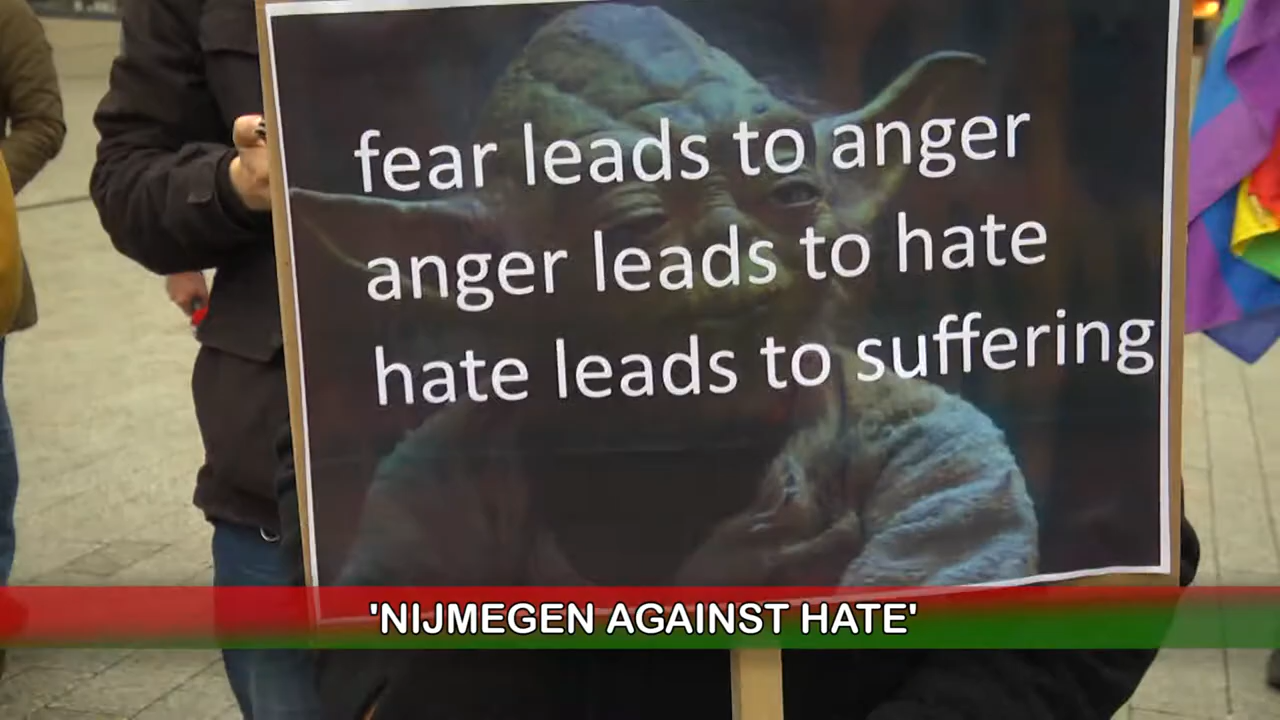 fear leads to anger
anger leads to hate
hate leads to suffering
'NIJMEGEN AGAINST HATE'